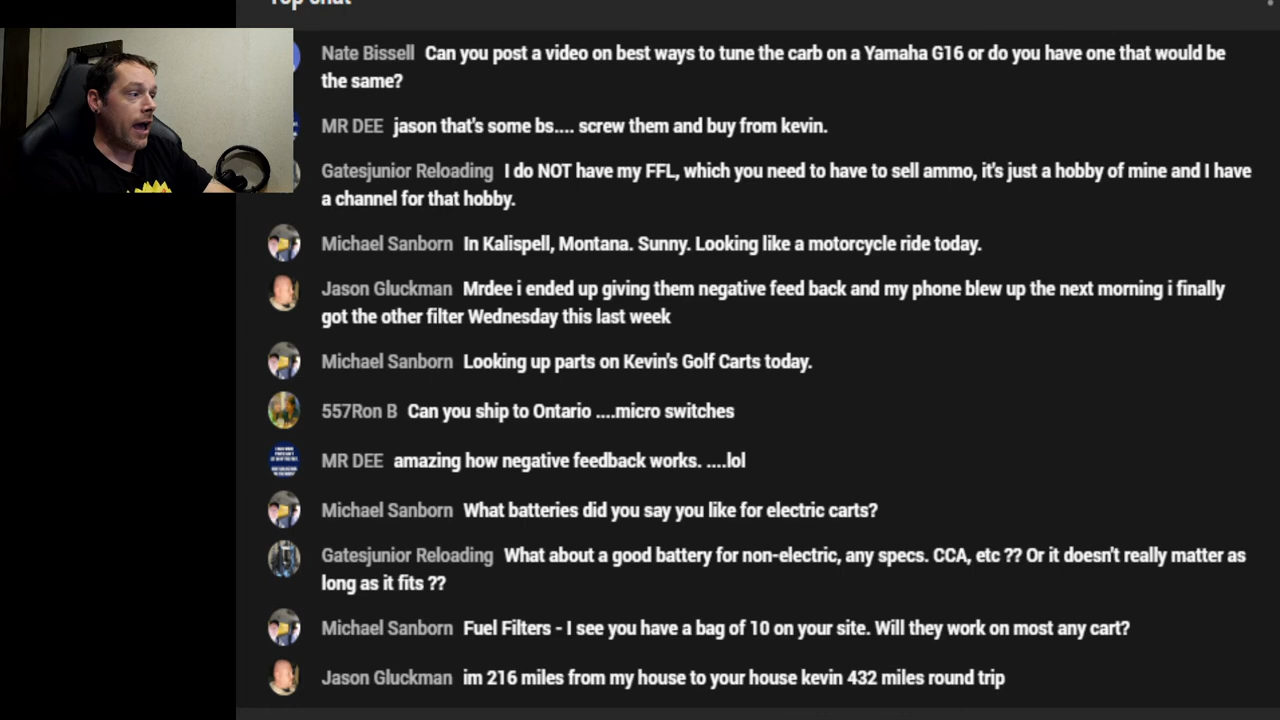 Top chat
Nate Bissell Can you post a video on best ways to tune the carb on a Yamaha G16 or do you have one that would be
the same?
MR DEE jason that's some bs.... screw them and buy from kevin.
Gatesjunior Reloading I do NOT have my FFL, which you need to have to sell ammo, it's just a hobby of mine and I have
a channel for that hobby.
Michael Sanborn In Kalispell, Montana. Sunny. Looking like a motorcycle ride today.
Jason Gluckman Mrdee i ended up giving them negative feed back and my phone blew up the next morning i finally
got the other filter Wednesday this last week
Michael Sanborn Looking up parts on Kevin's Golf Carts today.
557Ron B Can you ship to Ontario ....micro switches
MR DEE amazing how negative feedback works. ....lol
Michael Sanborn What batteries did you say you like for electric carts?
Gatesjunior Reloading What about a good battery for non-electric, any specs. CCA, etc ?? Or it doesn't really matter as
long as it fits ??
Michael Sanborn Fuel Filters - I see you have a bag of 10 on your site. Will they work on most any cart?
Jason Gluckman im 216 miles from my house to your house kevin 432 miles round trip